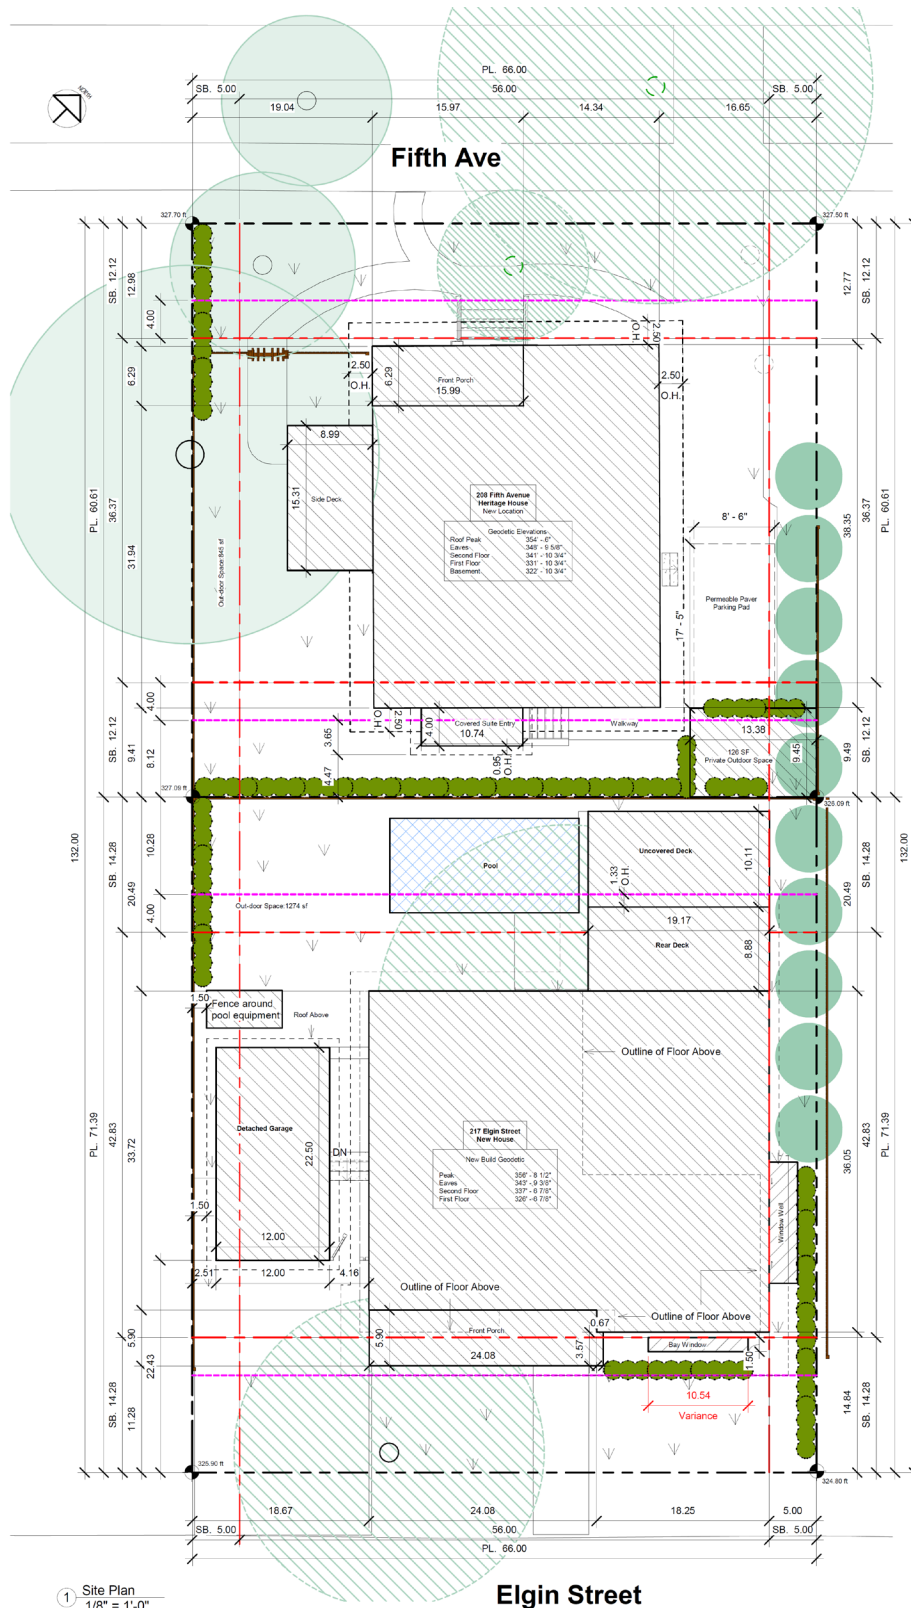 PL. 66.00
SB. 5.00
56.00
SB. 5.00
19.04
15.97
14.34
16.65
NORTH
Fifth Ave
327.70 ft
327.50 ft
SB. 12.12
12.98
4.00
12.77
SB. 12.12
O.H.
2.50
6.29
2.50
O.H.
6.29
Front Porch
15.99
2.50
O.H.
8.99
15.31
Side Deck
208 Fifth Avenue
Heritage House
New Location
Geodetic Elevations
Roof Peak 354' - 6"
Eaves 348' - 9 5/8"
Second Floor 341' - 10 3/4"
First Floor 331' - 10 3/4"
Basement 322' - 10 3/4"
8' - 6"
PL. 60.61
36.37
31.94
Out-door Space:845 sf
Permeable Paver
Parking Pad
17' - 5"
38.35
36.37
PL. 60.61
4.00
SB. 12.12
9.41
8.12
3.65
4.47
O.H.
2.50
4.00
Covered Suite Entry
10.74
Walkway
0.95
O.H.
13.38
126 SF
Private Outdoor Space
9.45
9.49
SB. 12.12
327.09 ft
326.09 ft
132.00
132.00
SB. 14.28
20.49
10.28
4.00
Pool
Uncovered Deck
10.11
1.33
O.H.
19.17
Rear Deck
8.88
20.49
SB. 14.28
Out-door Space:1274 sf
1.50
Fence around
pool equipment
Roof Above
Outline of Floor Above
Detached Garage
22.50
DN
217 Elgin Street
New House
New Build Geodetic
Peak 356' - 8 1/2"
Eaves 343' - 9 3/8"
Second Floor 337' - 6 7/8"
First Floor 326' - 6 7/8"
PL. 71.39
42.83
33.72
36.05
42.83
PL. 71.39
Window Well
1.50
12.00
2.51
12.00
4.16
Outline of Floor Above
Outline of Floor Above
5.90
22.43
SB. 14.28
11.28
5.90
Front Porch
24.08
0.67
3.57
Bay Window
1.50
10.54
Variance
14.84
SB. 14.28
325.90 ft
324.80 ft
18.67
24.08
18.25
5.00
SB. 5.00
56.00
SB. 5.00
PL. 66.00
1
Site Plan
1/8" = 1'-0"
Elgin Street